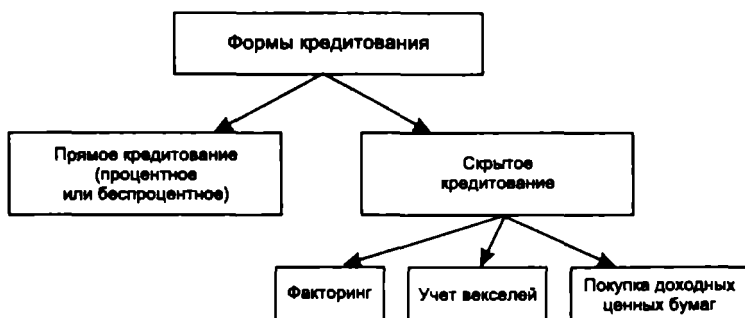 Формы кредитования
Прямое кредитование
(процентное
или беспроцентное)
Скрытое
кредитование
Факторинг
Учет векселей
Покупка доходных
ценных бумаг